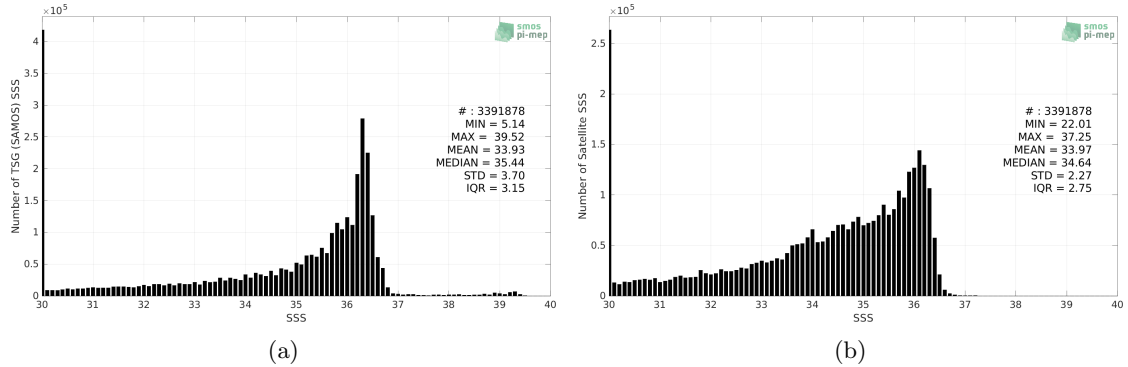 ×10⁵
smos
pi-mep
4
3.5
3
2.5
2
1.5
1
0.5
0
Number of TSG (SAMOS) SSS
# : 3391878
MIN = 5.14
MAX = 39.52
MEAN = 33.93
MEDIAN = 35.44
STD = 3.70
IQR = 3.15
30 31 32 33 34 35 36 37 38 39 40
SSS
(a)
×10⁵
smos
pi-mep
2.5
2
1.5
1
0.5
0
Number of Satellite SSS
# : 3391878
MIN = 22.01
MAX = 37.25
MEAN = 33.97
MEDIAN = 34.64
STD = 2.27
IQR = 2.75
30 31 32 33 34 35 36 37 38 39 40
SSS
(b)